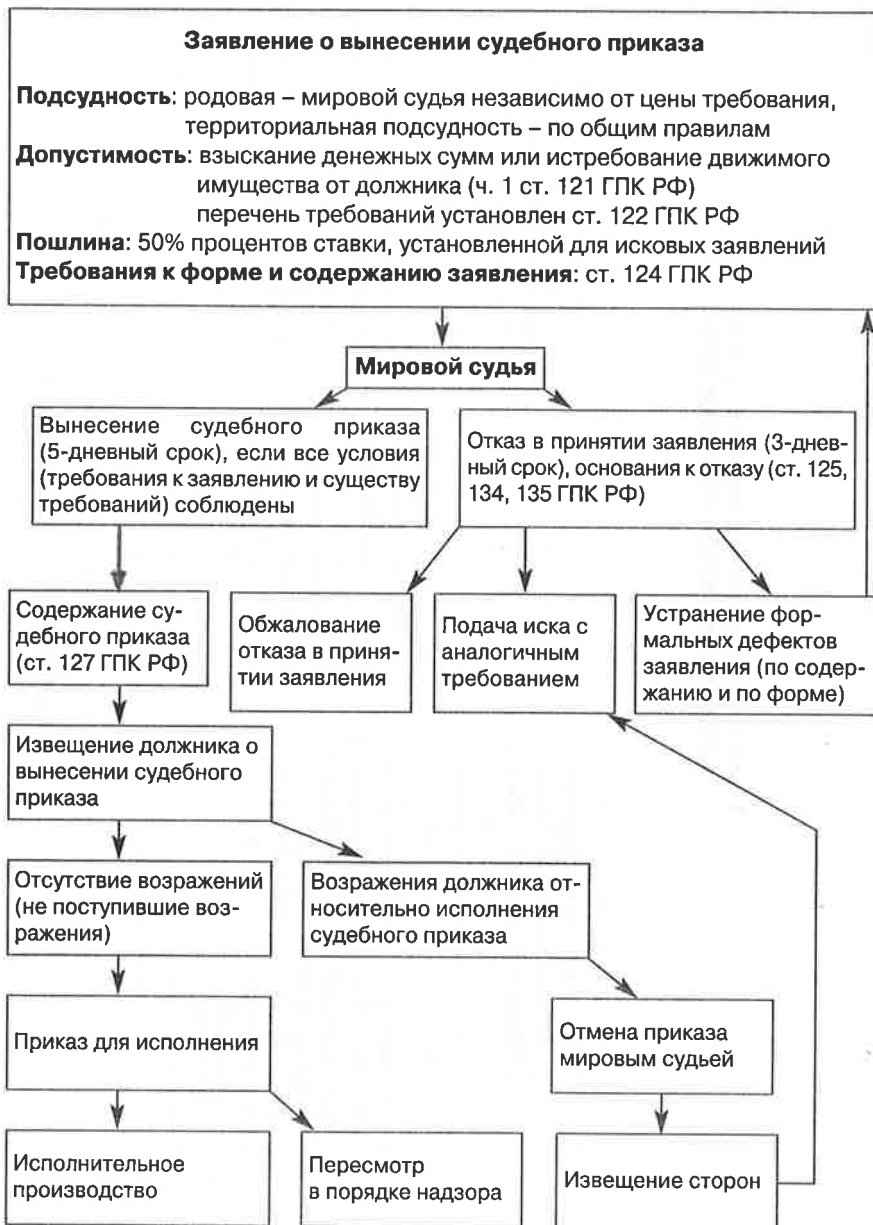 Заявление о вынесении судебного приказа
Подсудность: родовая – мировой судья независимо от цены требования,
территориальная подсудность – по общим правилам
Допустимость: взыскание денежных сумм или истребование движимого
имущества от должника (ч. 1 ст. 121 ГПК РФ)
перечень требований установлен ст. 122 ГПК РФ
Пошлина: 50% процентов ставки, установленной для исковых заявлений
Требования к форме и содержанию заявления: ст. 124 ГПК РФ
Мировой судья
Вынесение судебного приказа
(5-дневный срок), если все условия
(требования к заявлению и существу
требований) соблюдены
Отказ в принятии заявления (3-днев-
ный срок), основания к отказу (ст. 125,
134, 135 ГПК РФ)
Содержание су-
дебного приказа
(ст. 127 ГПК РФ)
Обжалование
отказа в приня-
тии заявления
Подача иска с
аналогичным
требованием
Устранение фор-
мальных дефектов
заявления (по содер-
жанию и по форме)
Извещение должника о
вынесении судебного
приказа
Отсутствие возражений
(не поступившие воз-
ражения)
Возражения должника от-
носительно исполнения
судебного приказа
Приказ для исполнения
Отмена приказа
мировым судьей
Исполнительное
производство
Пересмотр
в порядке надзора
Извещение сторон